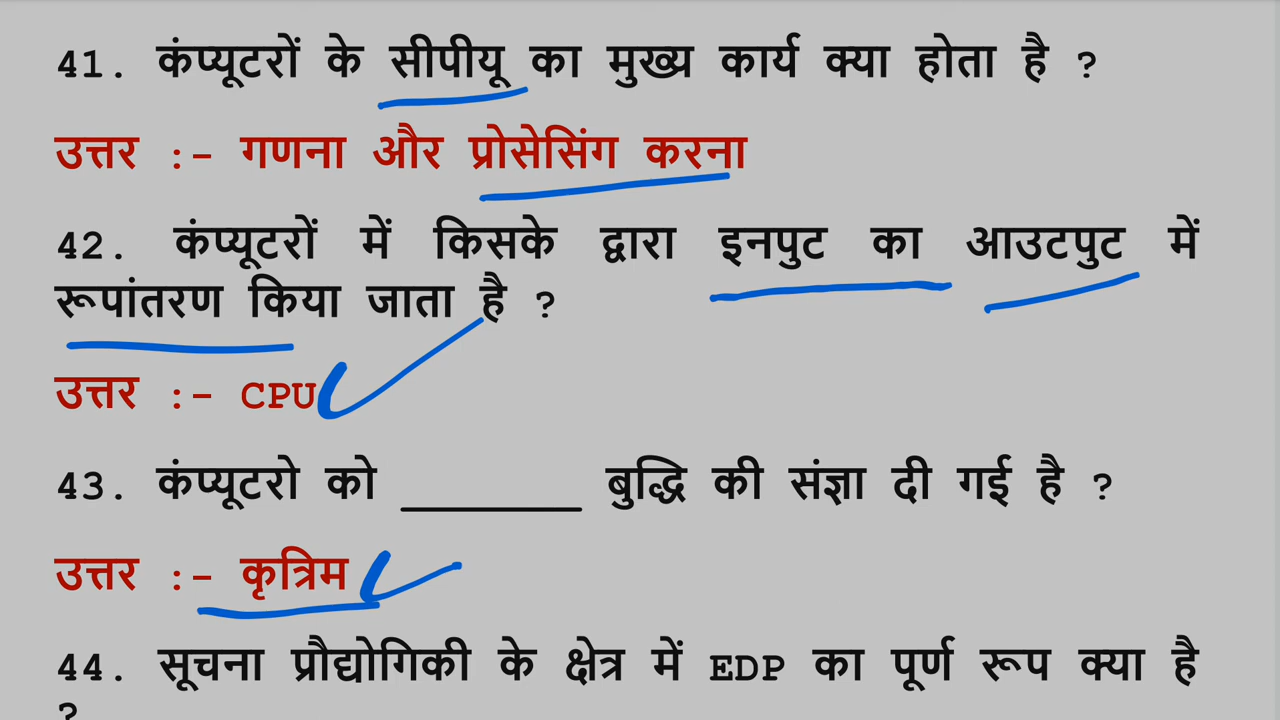 41. कंप्यूटरों के सीपीयू का मुख्य कार्य क्या होता है ?
उत्तर :- गणना और प्रोसेसिंग करना
42. कंप्यूटरों में किसके द्वारा इनपुट का आउटपुट में
रूपांतरण किया जाता है ?
उत्तर :- CPU
43. कंप्यूटरो को _________ बुद्धि की संज्ञा दी गई है ?
उत्तर :- कृत्रिम
44. सूचना प्रौद्योगिकी के क्षेत्र में EDP का पूर्ण रूप क्या है
?